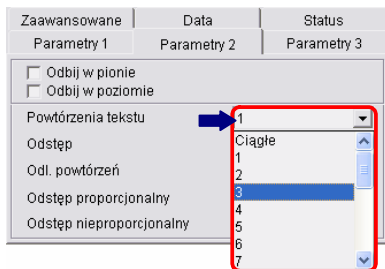 Zaawansowane Data Status
Parametry 1 Parametry 2 Parametry 3
Odbij w pionie
Odbij w poziomie
Powtórzenia tekstu 1
Odstęp Ciągłe
1
Odl. powtórzeń 2
3
Odstęp proporcjonalny 4
5
Odstęp nieproporcjonalny 6
7